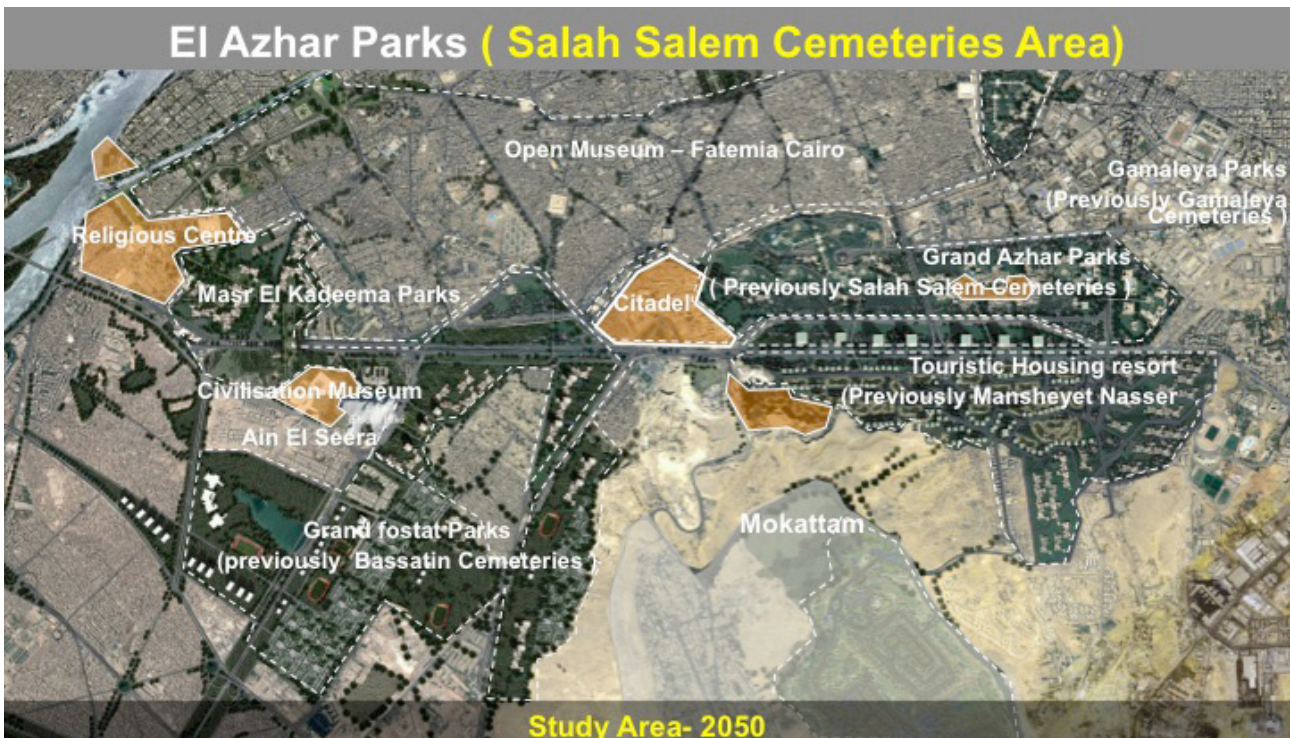 El Azhar Parks ( Salah Salem Cemeteries Area)
Open Museum – Fatemia Cairo
Gamaleya Parks
(Previously Gamaleya
Cemeteries )
Religious Centre
Grand Azhar Parks
( Previously Salah Salem Cemeteries )
Masr El Kadeema Parks
Citadel
Touristic Housing resort
(Previously Mansheyet Nasser
Civilisation Museum
Ain El Seera
Mokattam
Grand fostat Parks
(previously Bassatin Cemeteries )
Study Area- 2050